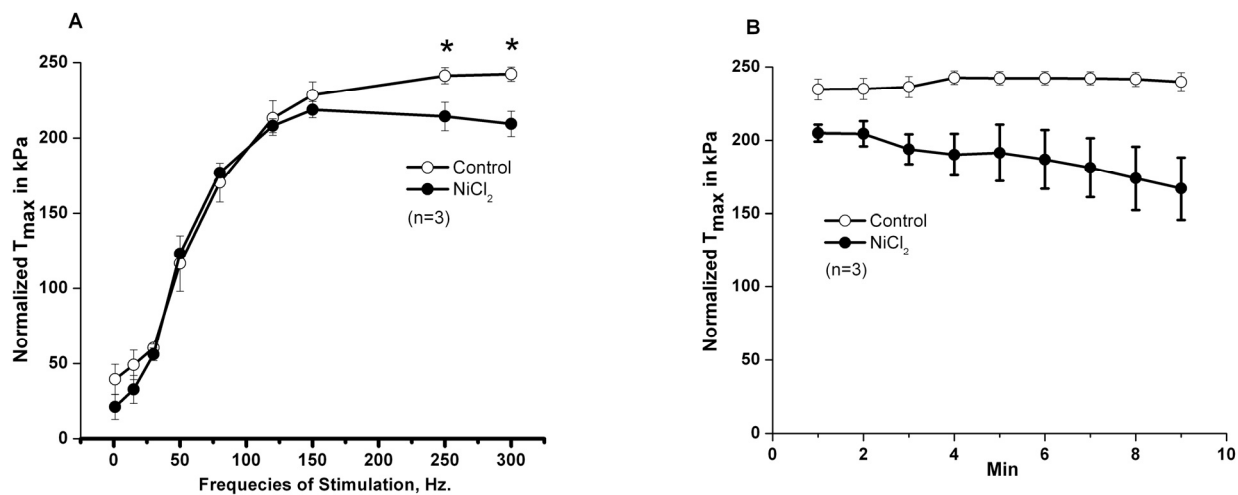 A
Normalized Tmax in kPa
250
200
150
100
50
0
* *
Control
NiCl2
(n=3)
0 50 100 150 200 250 300
Frequecies of Stimulation, Hz.
B
Normalized Tmax in kPa
250
200
150
100
50
0
Control
NiCl2
(n=3)
0 2 4 6 8 10
Min